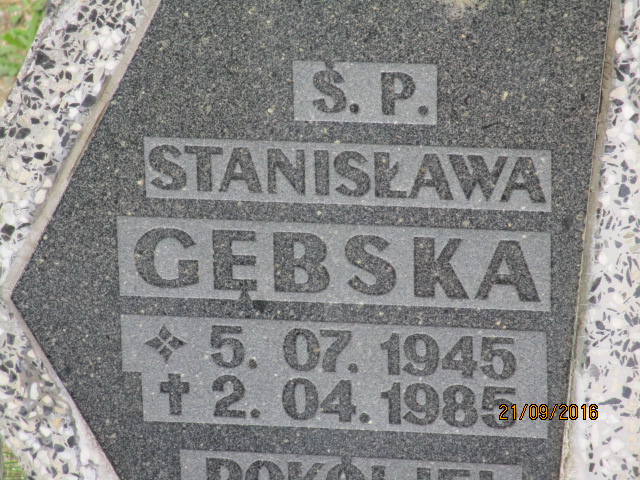 S. P.
STANISŁAWA
GĘBSKA
5. 07. 1945
† 2. 04. 1985
21/09/2016